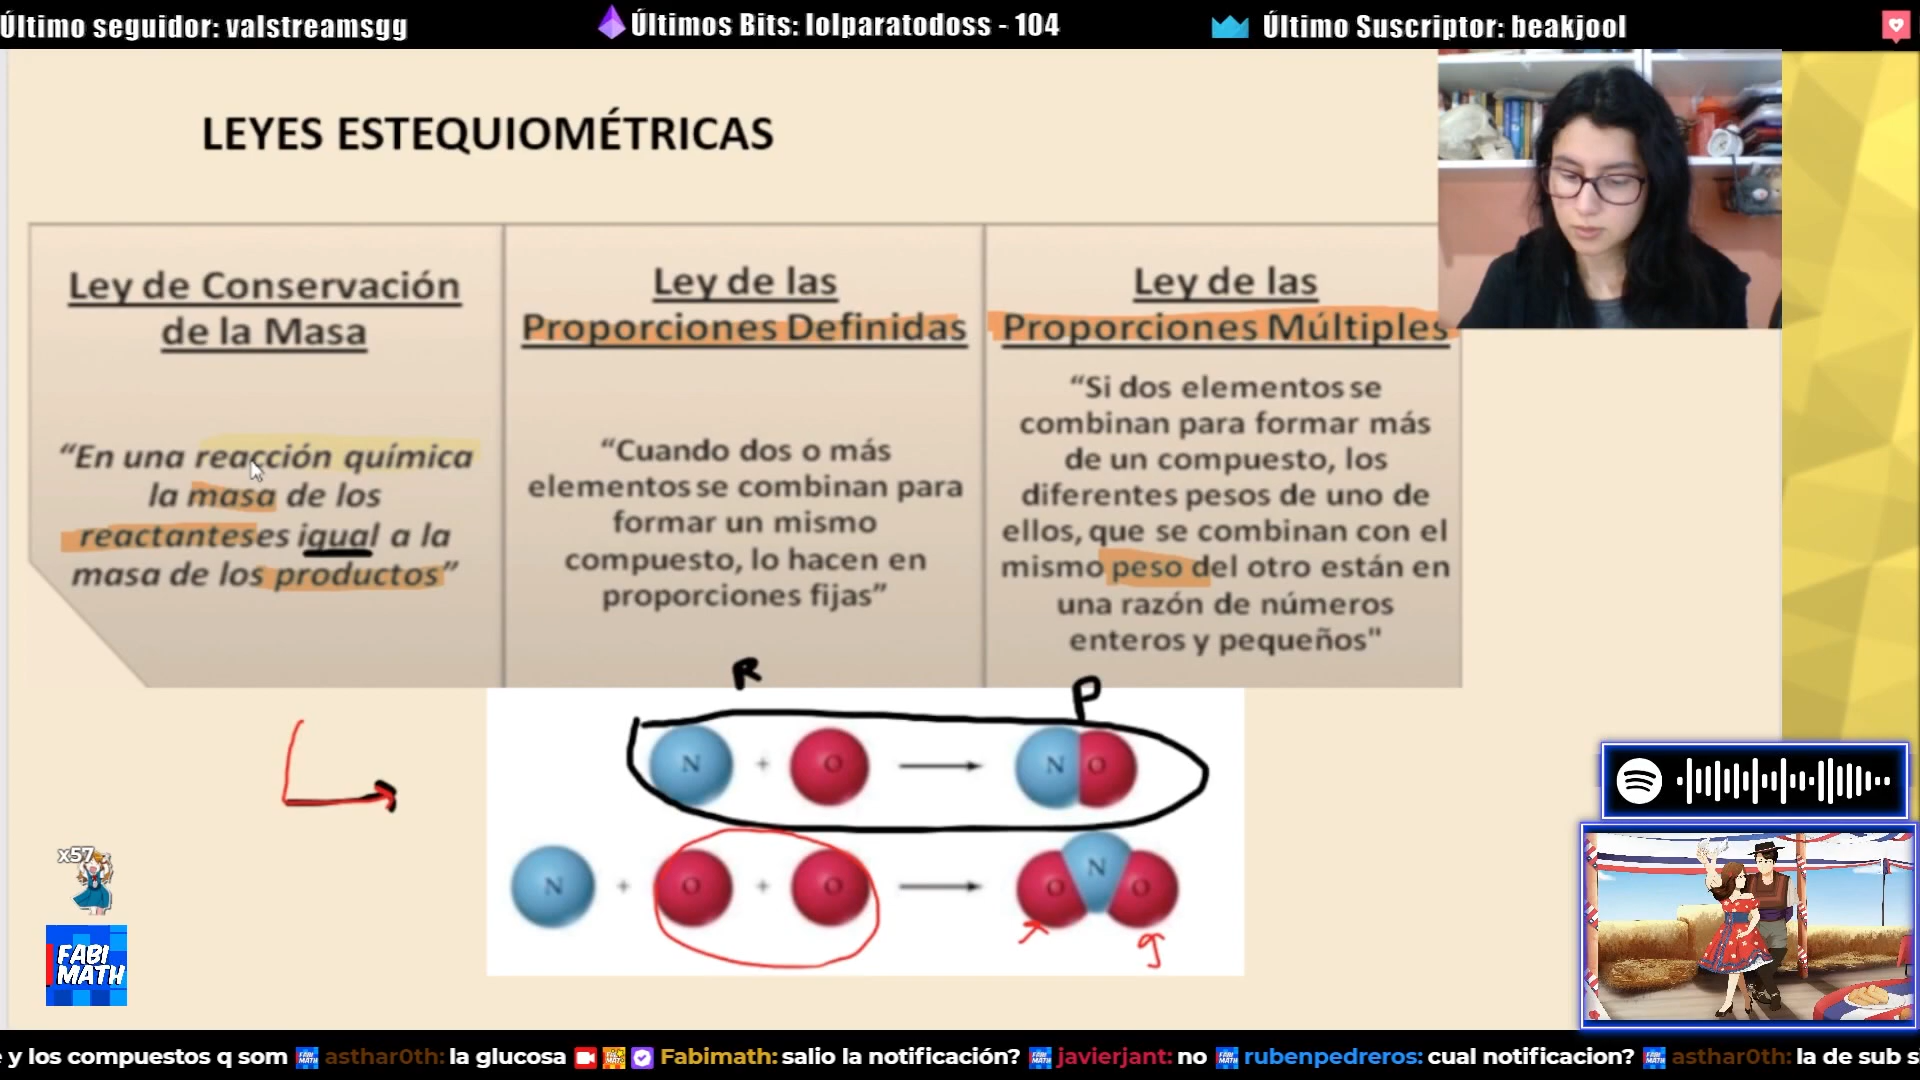 Último seguidor: valstreamsgg
Últimos Bits: lolparatodoss - 104
Último Suscriptor: beakjool
LEYES ESTEQUIOMÉTRICAS
Ley de Conservación
de la Masa
“En una reacción química
la masa de los
reactanteses igual a la
masa de los productos”
Ley de las
Proporciones Definidas
“Cuando dos o más
elementos se combinan para
formar un mismo
compuesto, lo hacen en
proporciones fijas”
Ley de las
Proporciones Múltiples
“Si dos elementos se
combinan para formar más
de un compuesto, los
diferentes pesos de uno de
ellos, que se combinan con el
mismo peso del otro están en
una razón de números
enteros y pequeños"
R
P
N + O N O
N + O + O O N O
x57
FABI
MATH
e y los compuestos q som asthar0th: la glucosa Fabimath: salio la notificación? javierjant: no rubenpedreros: cual notificacion? asthar0th: la de sub s